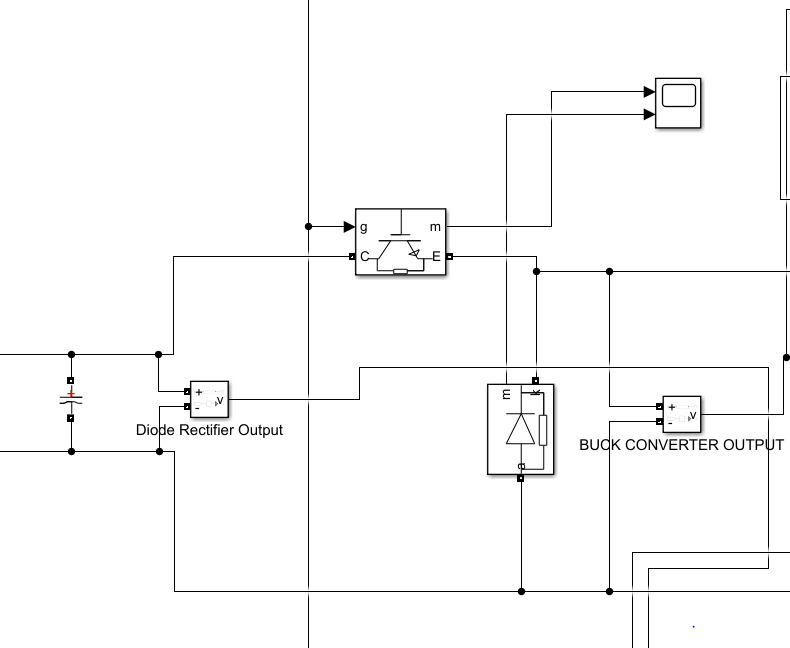 g
m
C
E
+
-
v
Diode Rectifier Output
m
k
a
+
-
v
BUCK CONVERTER OUTPUT